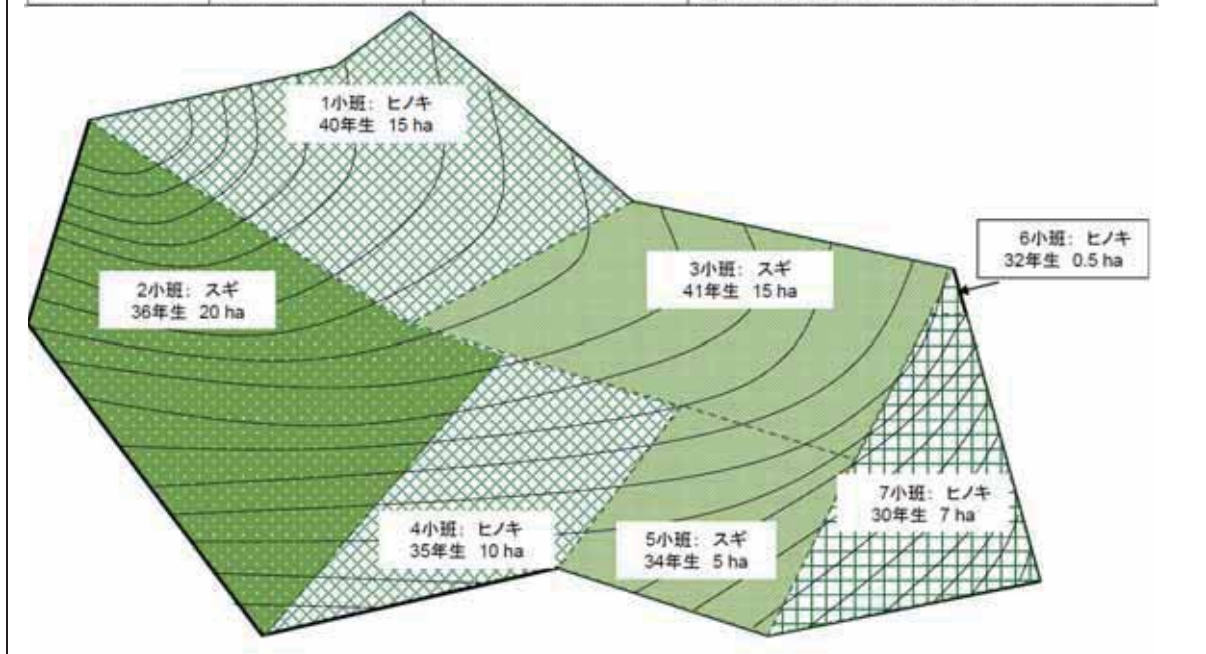 1小班: ヒノキ
40年生 15 ha
6小班: ヒノキ
32年生 0.5 ha
3小班: スギ
41年生 15 ha
2小班: スギ
36年生 20 ha
7小班: ヒノキ
30年生 7 ha
4小班: ヒノキ
35年生 10 ha
5小班: スギ
34年生 5 ha